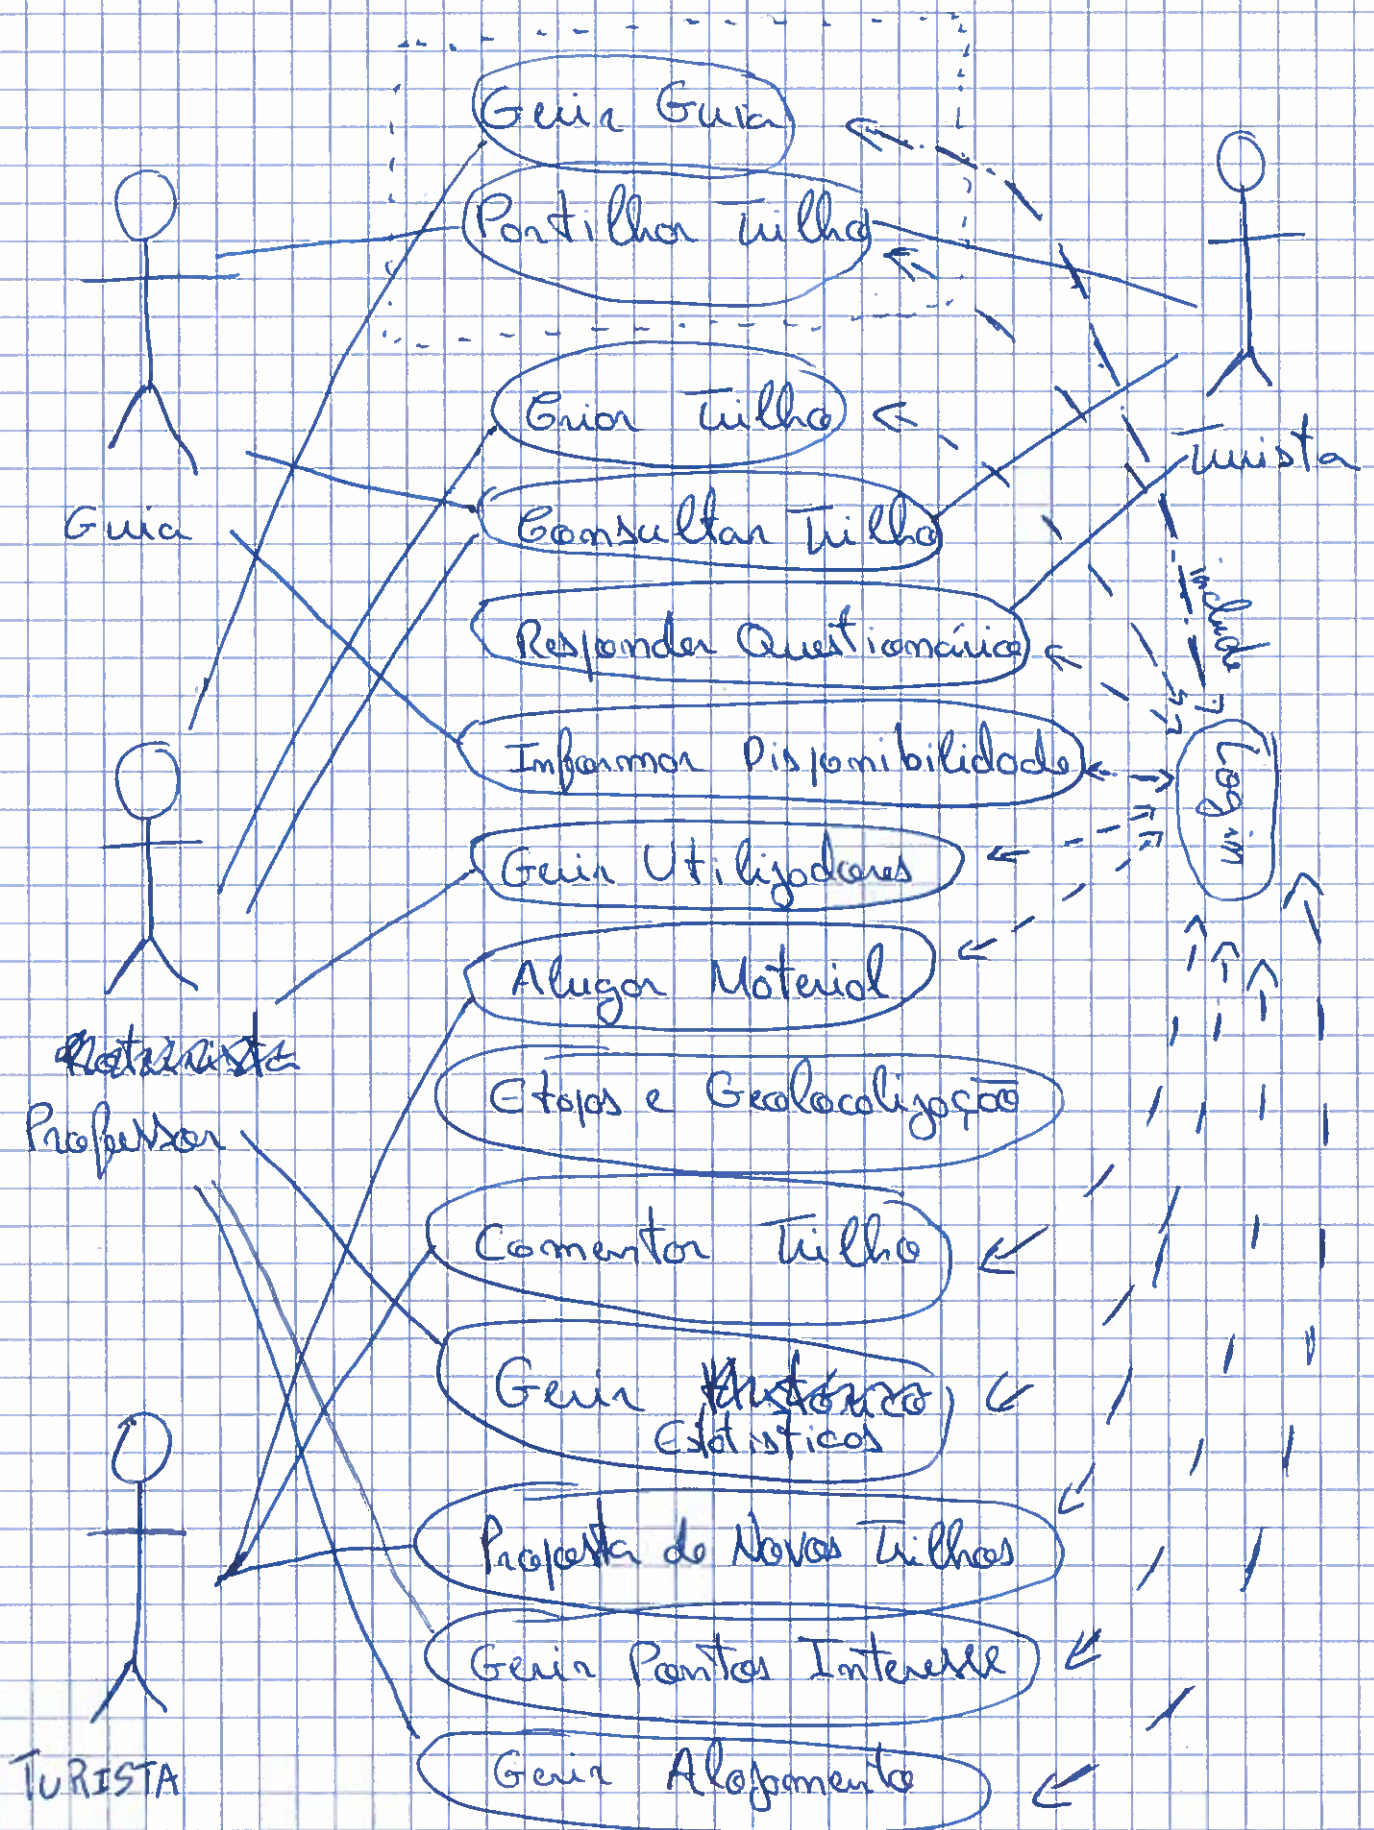 Gerir Guia
Partilhar Trilho
Criar Trilho
Turista
Consultar Trilho
Guia
include
Responder Questionário
Informar Disponibilidade
Login
Gerir Utilizadores
Alugar Material
Etapas e Geolocalização
Professor
Comentar Trilho
Gerir
Estatisticas
Proposta de Novos Trilhos
Gerir Pontos Interesse
Gerir Alojamento
TURISTA